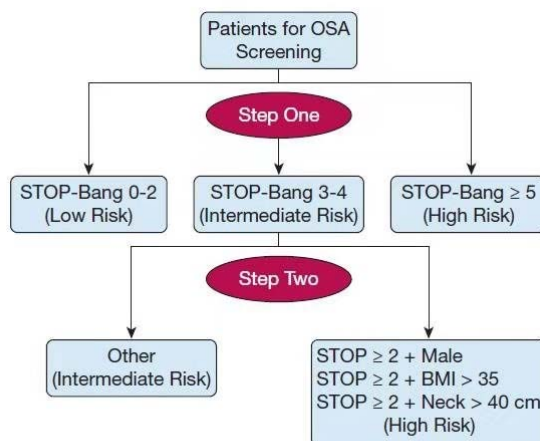 Patients for OSA
Screening
Step One
STOP-Bang 0-2
(Low Risk)
STOP-Bang 3-4
(Intermediate Risk)
STOP-Bang ≥ 5
(High Risk)
Step Two
Other
(Intermediate Risk)
STOP ≥ 2 + Male
STOP ≥ 2 + BMI > 35
STOP ≥ 2 + Neck > 40 cm
(High Risk)